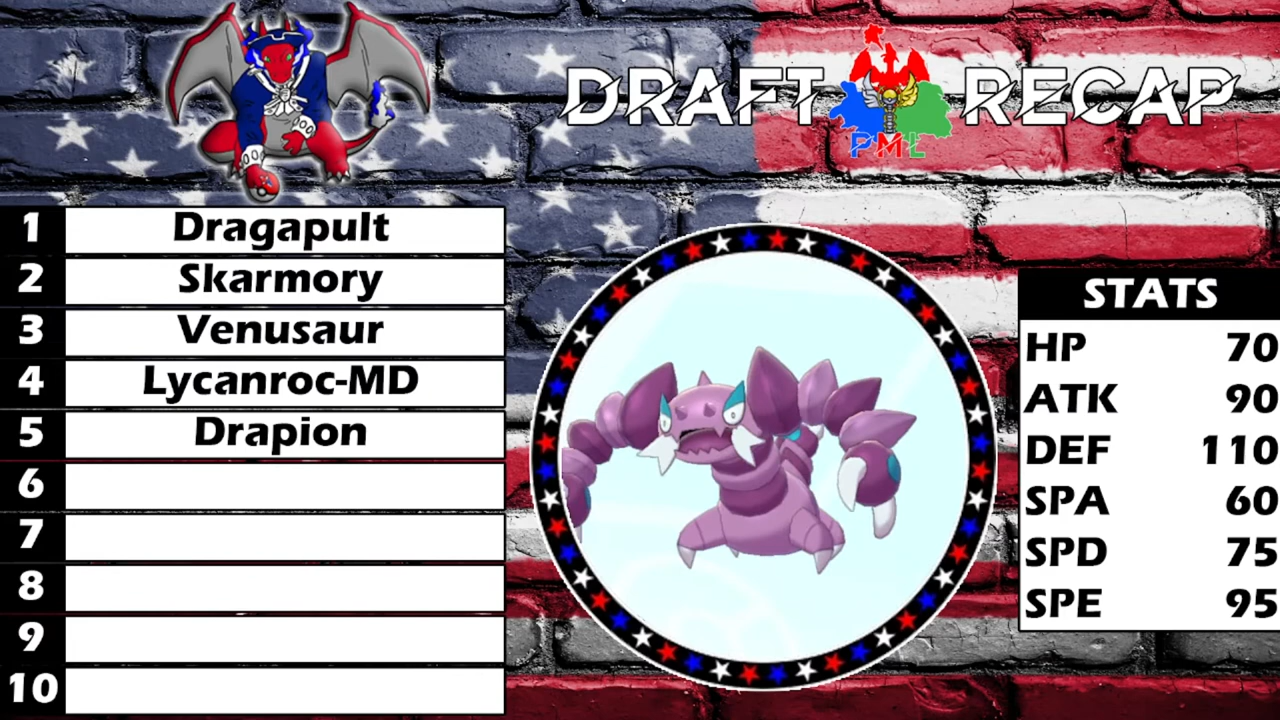 DRAFT RECAP
PML
1 Dragapult
2 Skarmory
3 Venusaur
4 Lycanroc-MD
5 Drapion
6
7
8
9
10
STATS
HP 70
ATK 90
DEF 110
SPA 60
SPD 75
SPE 95